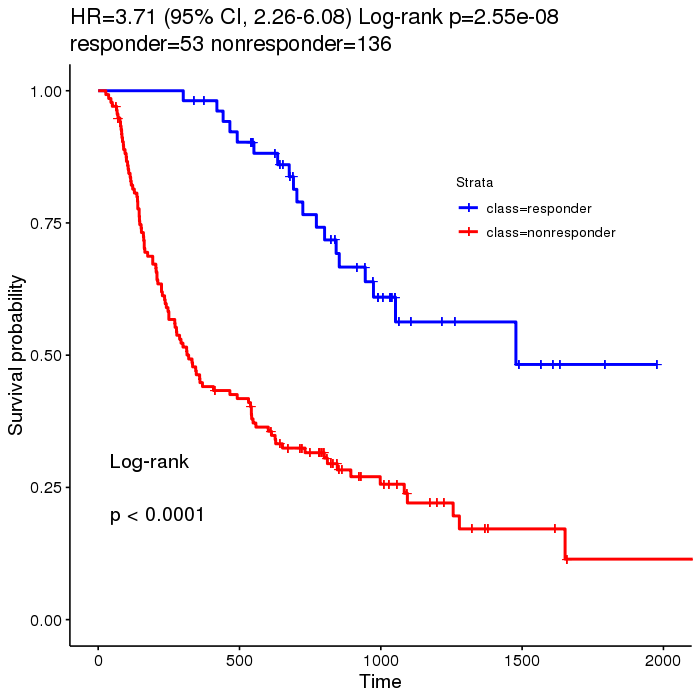 HR=3.71 (95% CI, 2.26-6.08) Log-rank p=2.55e-08
responder=53 nonresponder=136
1.00
Strata
class=responder
0.75
class=nonresponder
Survival probability
0.50
Log-rank
0.25
p < 0.0001
0.00
0 500 1000 1500 2000
Time